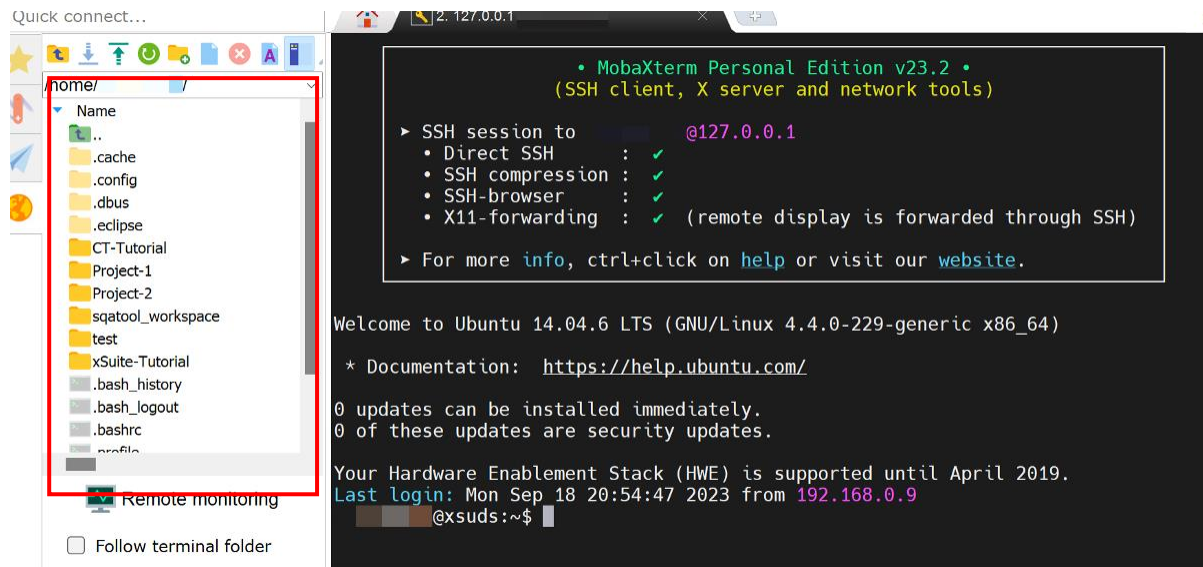 Quick connect...
2. 127.0.0.1
/home/ /
Name
..
.cache
.config
.dbus
.eclipse
CT-Tutorial
Project-1
Project-2
sqatool_workspace
test
xSuite-Tutorial
.bash_history
.bash_logout
.bashrc
.profile
Remote monitoring
Follow terminal folder
• MobaXterm Personal Edition v23.2 •
(SSH client, X server and network tools)
➤ SSH session to @127.0.0.1
• Direct SSH : ✔
• SSH compression : ✔
• SSH-browser : ✔
• X11-forwarding : ✔ (remote display is forwarded through SSH)
➤ For more info, ctrl+click on help or visit our website.
Welcome to Ubuntu 14.04.6 LTS (GNU/Linux 4.4.0-229-generic x86_64)
* Documentation: https://help.ubuntu.com/
0 updates can be installed immediately.
0 of these updates are security updates.
Your Hardware Enablement Stack (HWE) is supported until April 2019.
Last login: Mon Sep 18 20:54:47 2023 from 192.168.0.9
@xsuds:~$